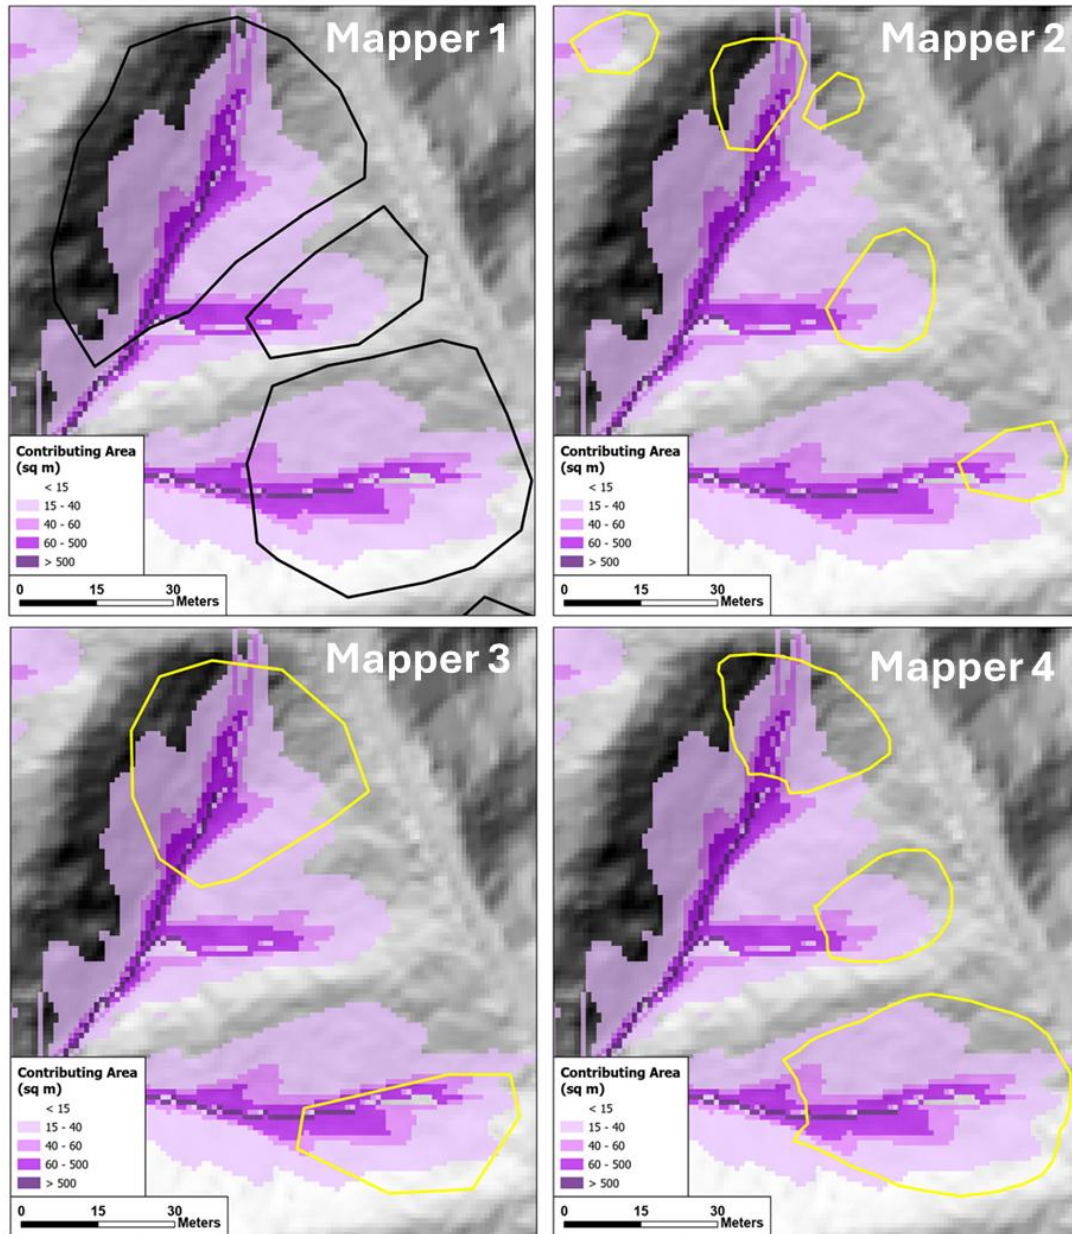 Mapper 1
Contributing Area
(sq m)
< 15
15 - 40
40 - 60
60 - 500
> 500
0 15 30
Meters
Mapper 2
Contributing Area
(sq m)
< 15
15 - 40
40 - 60
60 - 500
> 500
0 15 30
Meters
Mapper 3
Contributing Area
(sq m)
< 15
15 - 40
40 - 60
60 - 500
> 500
0 15 30
Meters
Mapper 4
Contributing Area
(sq m)
< 15
15 - 40
40 - 60
60 - 500
> 500
0 15 30
Meters